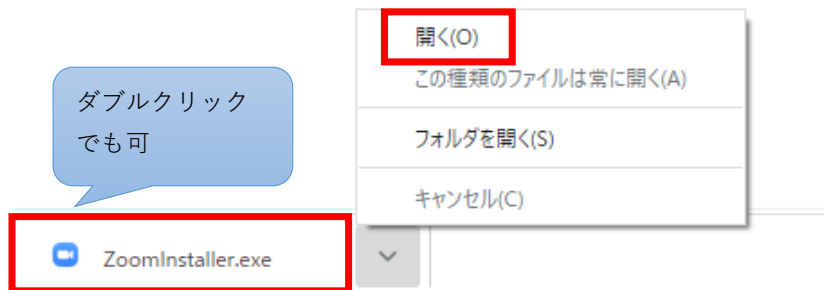 開く(O)
この種類のファイルは常に開く(A)
フォルダを開く(S)
キャンセル(C)
ダブルクリック
でも可
ZoomInstaller.exe